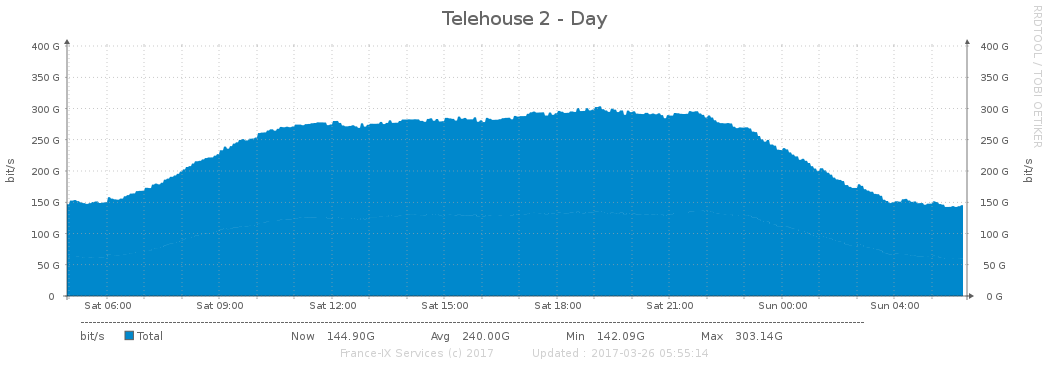 Telehouse 2 - Day
RRDTOOL / TOBI OETIKER
bit/s
400 G
350 G
300 G
250 G
200 G
150 G
100 G
50 G
0
400 G
350 G
300 G
250 G
200 G
150 G
100 G
50 G
0 G
bit/s
Sat 06:00 Sat 09:00 Sat 12:00 Sat 15:00 Sat 18:00 Sat 21:00 Sun 00:00 Sun 04:00
bit/s Total Now 144.90G Avg 240.00G Min 142.09G Max 303.14G
France-IX Services (c) 2017 Updated : 2017-03-26 05:55:14